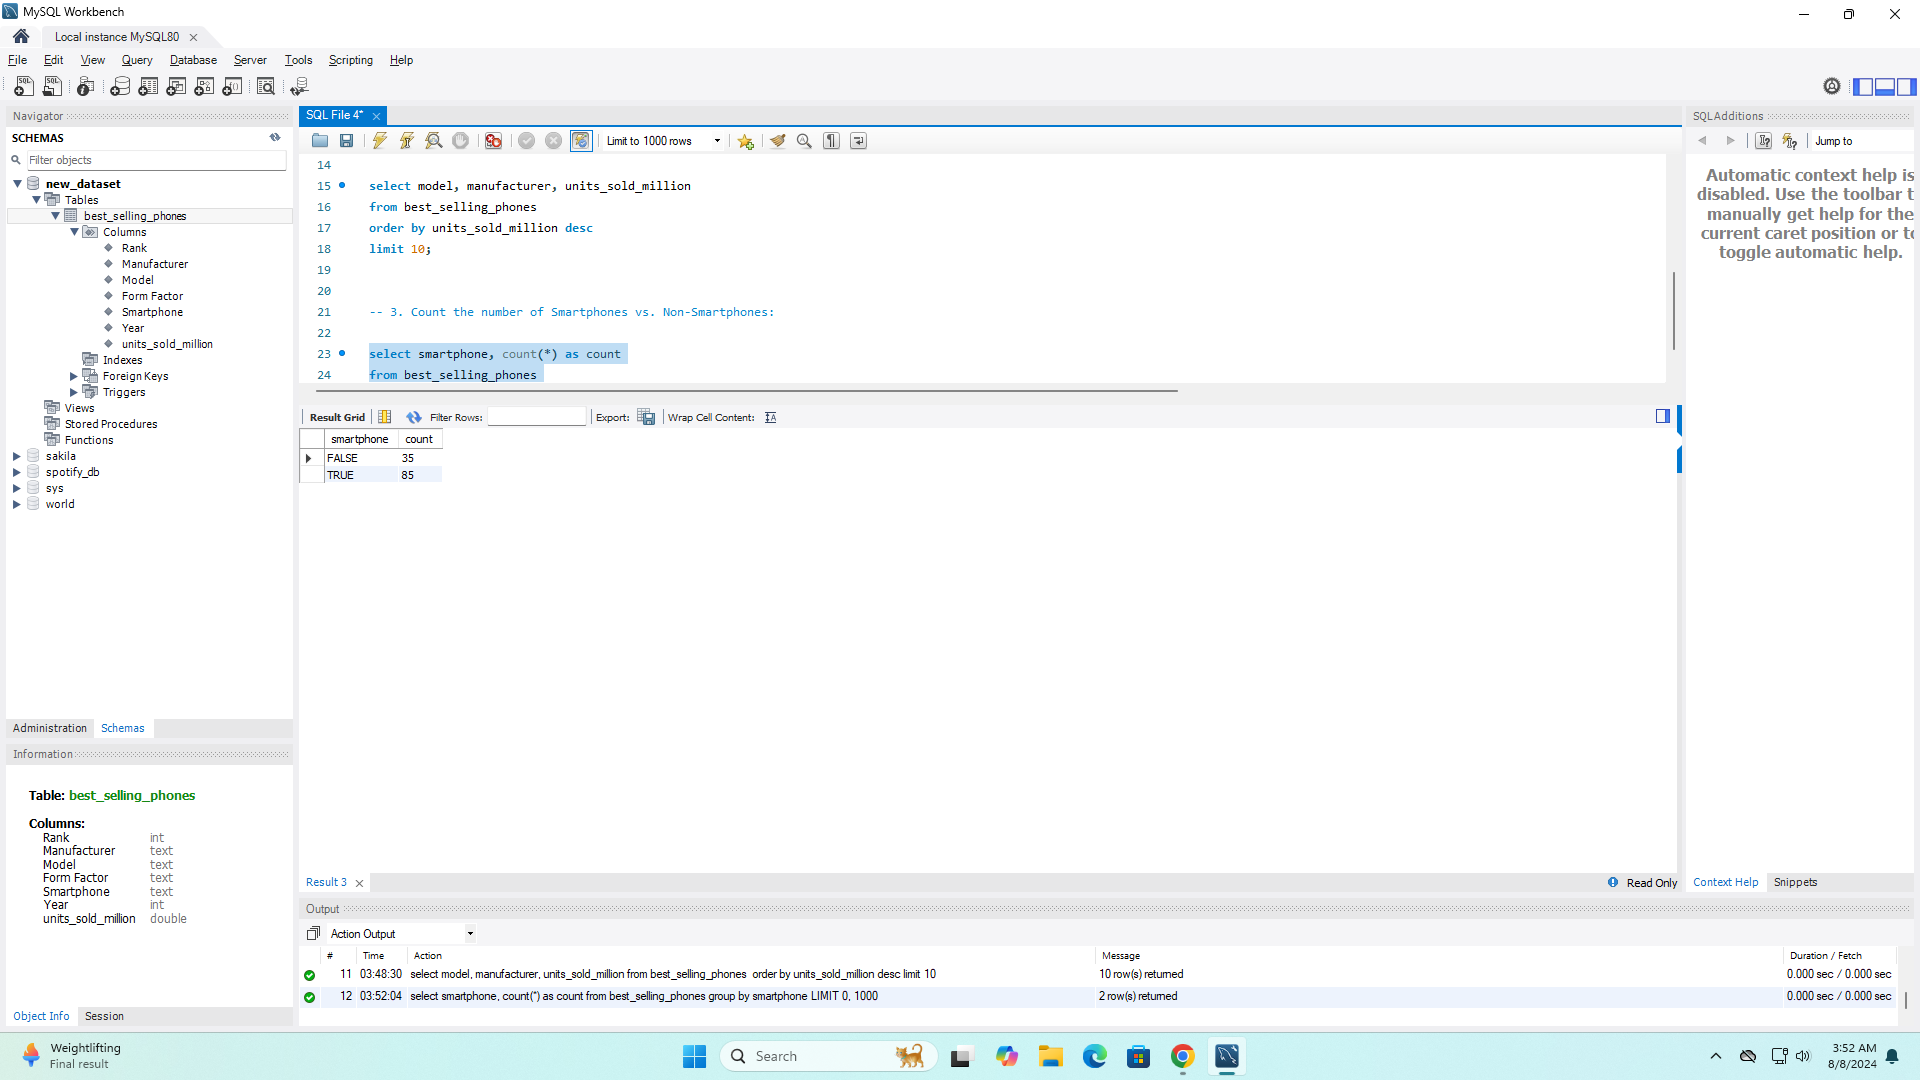 MySQL Workbench
Local instance MySQL80
File Edit View Query Database Server Tools Scripting Help
Navigator
SCHEMAS
Filter objects
new_dataset
Tables
best_selling_phones
Columns
Rank
Manufacturer
Model
Form Factor
Smartphone
Year
units_sold_million
Indexes
Foreign Keys
Triggers
Views
Stored Procedures
Functions
sakila
spotify_db
sys
world
Administration Schemas
Information
Table: best_selling_phones
Columns:
Rank int
Manufacturer text
Model text
Form Factor text
Smartphone text
Year int
units_sold_million double
Object Info Session
SQL File 4*
Limit to 1000 rows
14
15 select model, manufacturer, units_sold_million
16 from best_selling_phones
17 order by units_sold_million desc
18 limit 10;
19
20
21 -- 3. Count the number of Smartphones vs. Non-Smartphones:
22
23 select smartphone, count(*) as count
24 from best_selling_phones
Result Grid Filter Rows: Export: Wrap Cell Content:
smartphone count
FALSE 35
TRUE 85
Result 3 Read Only
Output
Action Output
# Time Action Message Duration / Fetch
11 03:48:30 select model, manufacturer, units_sold_million from best_selling_phones order by units_sold_million desc limit 10 10 row(s) returned 0.000 sec / 0.000 sec
12 03:52:04 select smartphone, count(*) as count from best_selling_phones group by smartphone LIMIT 0, 1000 2 row(s) returned 0.000 sec / 0.000 sec
SQLAdditions
Jump to
Automatic context help is
disabled. Use the toolbar t
manually get help for the
current caret position or to
toggle automatic help.
Context Help Snippets
Weightlifting
Final result
Search
3:52 AM
8/8/2024